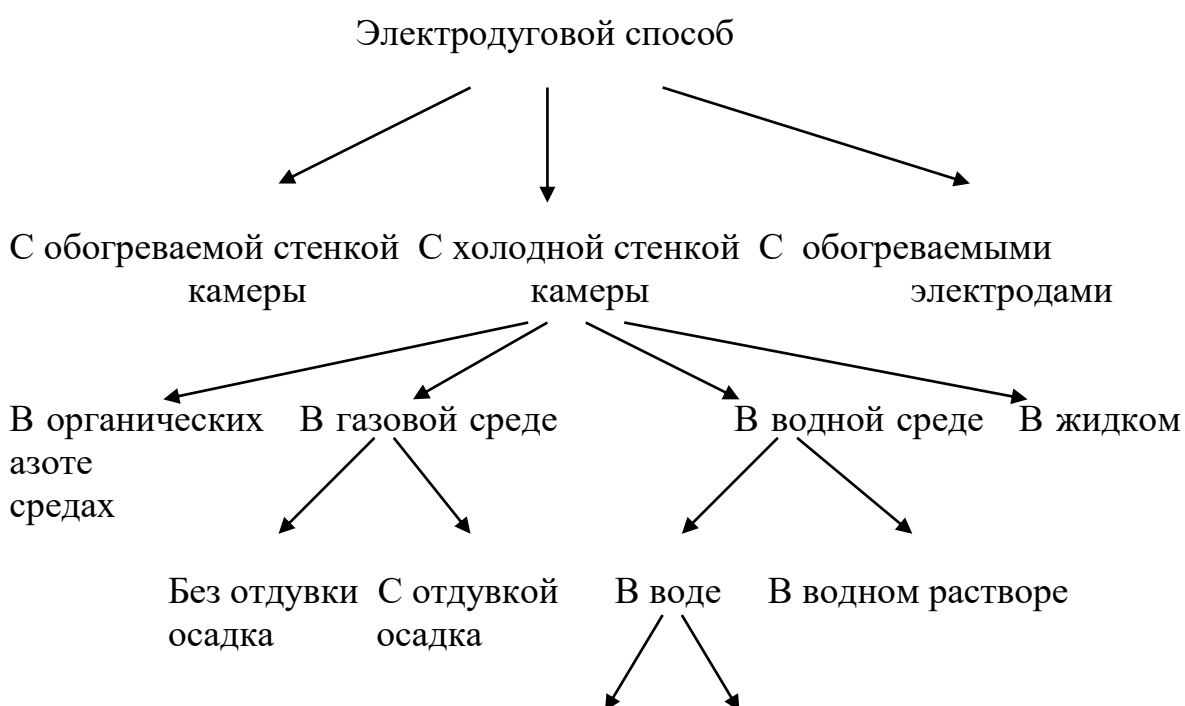 Электродуговой способ
С обогреваемой стенкой С холодной стенкой С обогреваемыми
камеры камеры электродами
В органических В газовой среде В водной среде В жидком
азоте
средах
Без отдувки С отдувкой В воде В водном растворе
осадка осадка